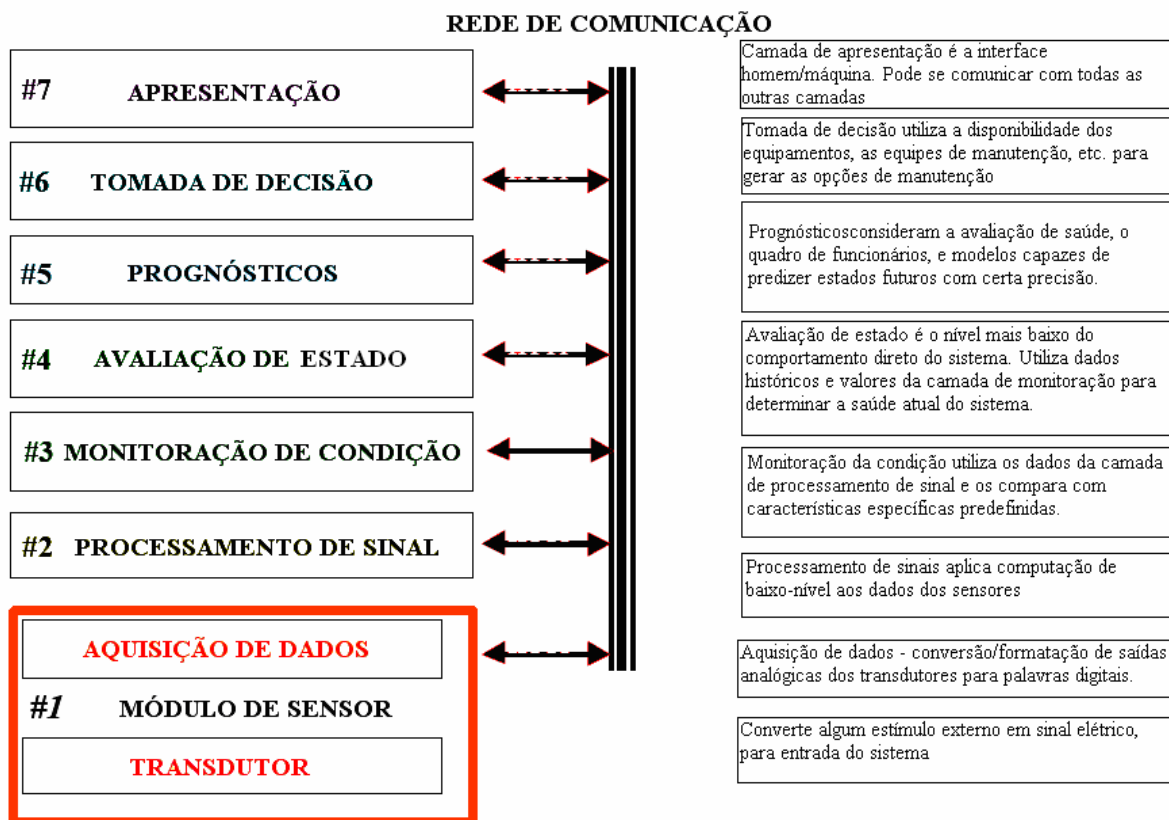 REDE DE COMUNICAÇÃO
#7 APRESENTAÇÃO
Camada de apresentação é a interface
homem/máquina. Pode se comunicar com todas as
outras camadas
#6 TOMADA DE DECISÃO
Tomada de decisão utiliza a disponibilidade dos
equipamentos, as equipes de manutenção, etc. para
gerar as opções de manutenção
#5 PROGNÓSTICOS
Prognósticosconsideram a avaliação de saúde, o
quadro de funcionários, e modelos capazes de
predizer estados futuros com certa precisão.
#4 AVALIAÇÃO DE ESTADO
Avaliação de estado é o nível mais baixo do
comportamento direto do sistema. Utiliza dados
históricos e valores da camada de monitoração para
determinar a saúde atual do sistema.
#3 MONITORAÇÃO DE CONDIÇÃO
Monitoração da condição utiliza os dados da camada
de processamento de sinal e os compara com
características específicas predefinidas.
#2 PROCESSAMENTO DE SINAL
Processamento de sinais aplica computação de
baixo-nível aos dados dos sensores
AQUISIÇÃO DE DADOS
Aquisição de dados - conversão/formatação de saídas
analógicas dos transdutores para palavras digitais.
#1 MÓDULO DE SENSOR
TRANSDUTOR
Converte algum estímulo externo em sinal elétrico,
para entrada do sistema